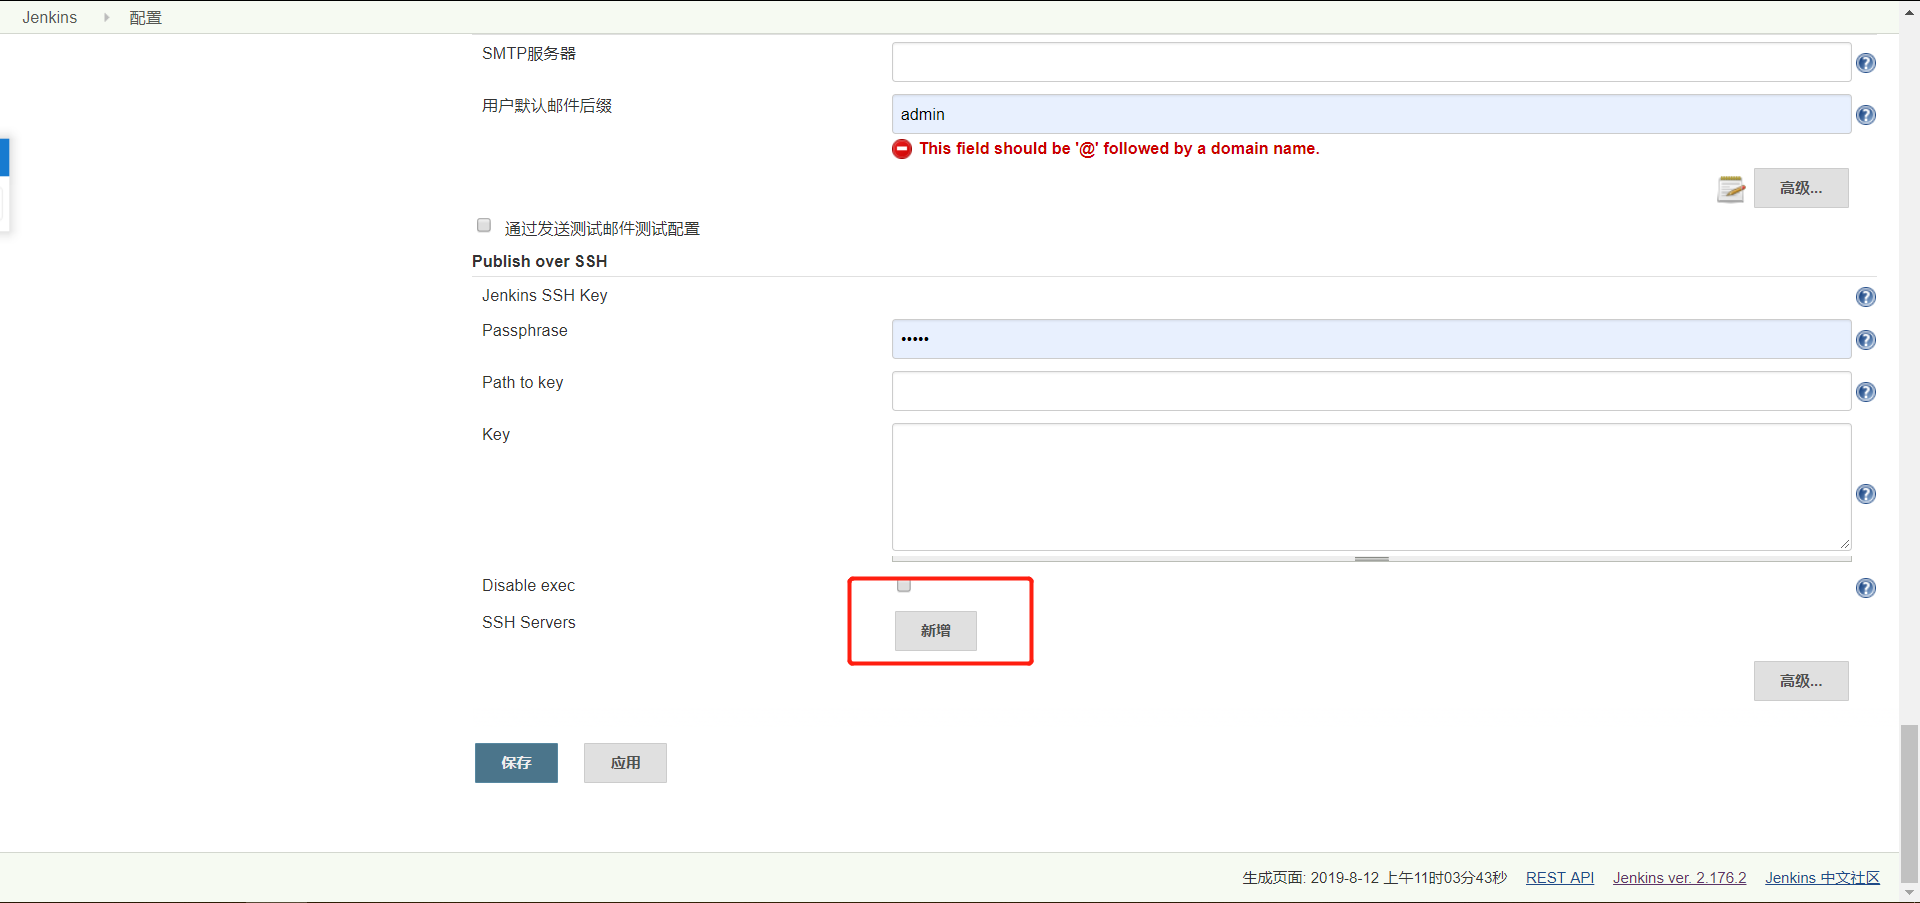 Jenkins 配置
SMTP服务器
用户默认邮件后缀 admin
This field should be '@' followed by a domain name.
高级...
通过发送测试邮件测试配置
Publish over SSH
Jenkins SSH Key
Passphrase •••••
Path to key
Key
Disable exec
SSH Servers 新增
高级...
保存 应用
生成页面: 2019-8-12 上午11时03分43秒 REST API Jenkins ver. 2.176.2 Jenkins 中文社区